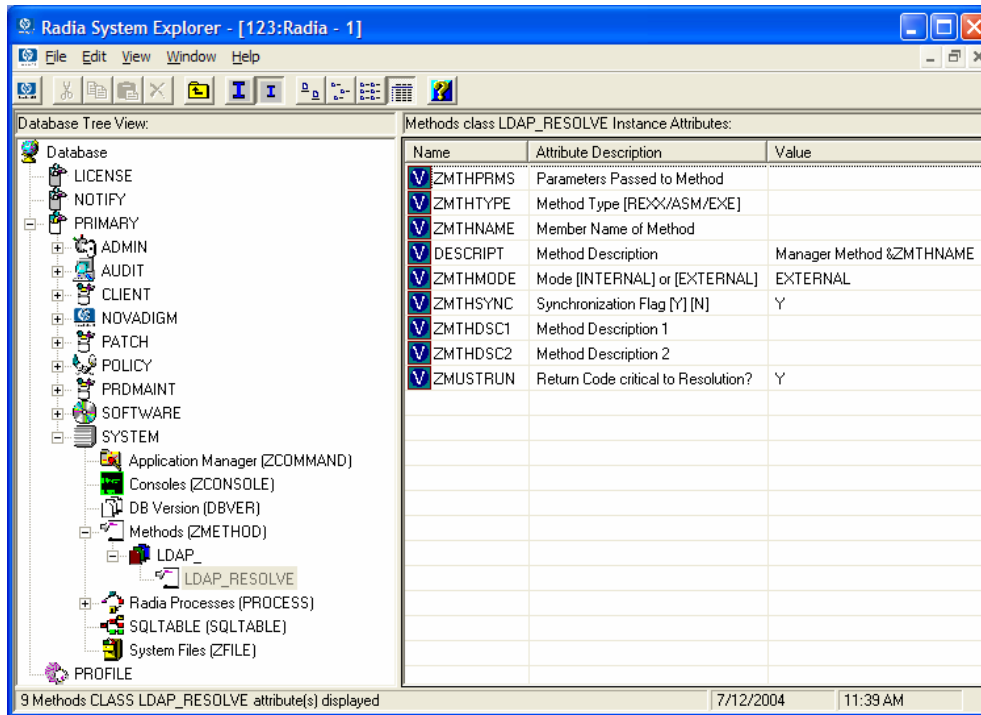 Radia System Explorer - [123:Radia - 1]
File Edit View Window Help
Database Tree View:
Methods class LDAP_RESOLVE Instance Attributes:
Database
LICENSE
NOTIFY
PRIMARY
ADMIN
AUDIT
CLIENT
NOVADIGM
PATCH
POLICY
PRDMAINT
SOFTWARE
SYSTEM
Application Manager (ZCOMMAND)
Consoles (ZCONSOLE)
DB Version (DBVER)
Methods (ZMETHOD)
LDAP_
LDAP_RESOLVE
Radia Processes (PROCESS)
SQLTABLE (SQLTABLE)
System Files (ZFILE)
PROFILE
Name Attribute Description Value
V ZMTHPRMS Parameters Passed to Method
V ZMTHTYPE Method Type [REXX/ASM/EXE]
V ZMTHNAME Member Name of Method
V DESCRIPT Method Description Manager Method &ZMTHNAME
V ZMTHMODE Mode [INTERNAL] or [EXTERNAL] EXTERNAL
V ZMTHSYNC Synchronization Flag [Y] [N] Y
V ZMTHDSC1 Method Description 1
V ZMTHDSC2 Method Description 2
V ZMUSTRUN Return Code critical to Resolution? Y
9 Methods CLASS LDAP_RESOLVE attribute(s) displayed 7/12/2004 11:39 AM